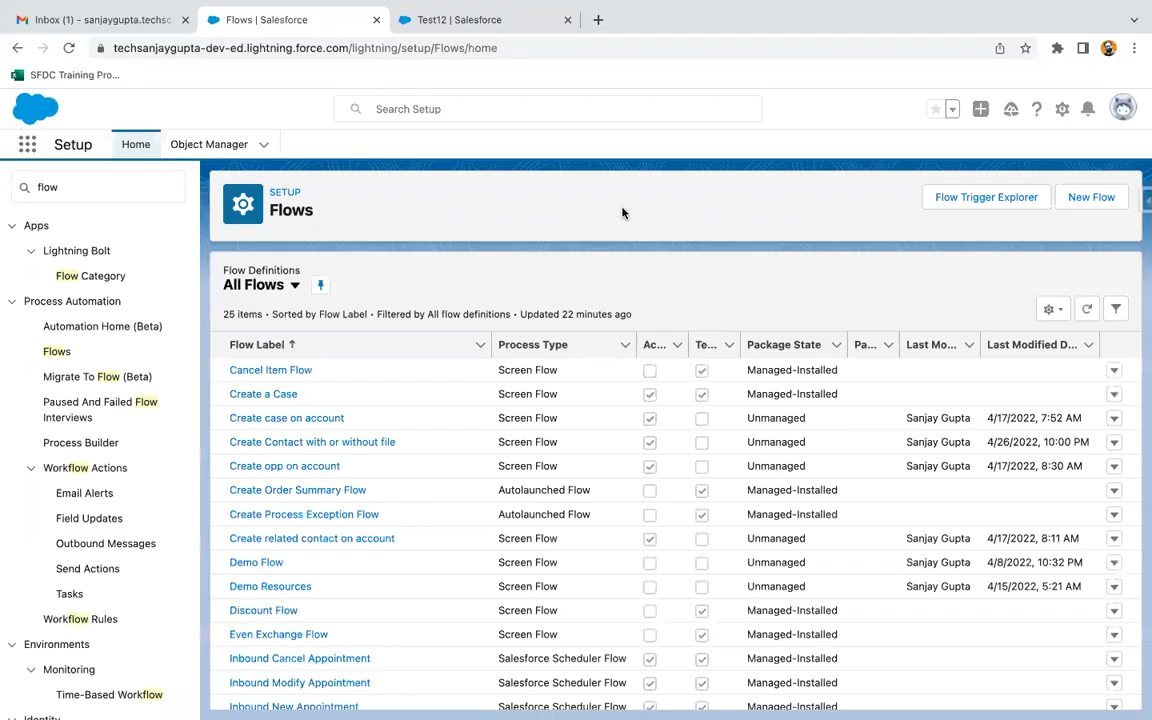 Inbox (1) - sanjaygupta.techsc
Flows | Salesforce
Test12 | Salesforce
techsanjaygupta-dev-ed.lightning.force.com/lightning/setup/Flows/home
SFDC Training Pro...
Search Setup
Setup
Home
Object Manager
flow
Apps
Lightning Bolt
Flow Category
Process Automation
Automation Home (Beta)
Flows
Migrate To Flow (Beta)
Paused And Failed Flow
Interviews
Process Builder
Workflow Actions
Email Alerts
Field Updates
Outbound Messages
Send Actions
Tasks
Workflow Rules
Environments
Monitoring
Time-Based Workflow
Identity
SETUP
Flows
Flow Trigger Explorer
New Flow
Flow Definitions
All Flows
25 items • Sorted by Flow Label • Filtered by All flow definitions • Updated 22 minutes ago
Flow Label Process Type Ac... Te... Package State Pa... Last Mo... Last Modified D...
Cancel Item Flow Screen Flow Managed-Installed
Create a Case Screen Flow Managed-Installed
Create case on account Screen Flow Unmanaged Sanjay Gupta 4/17/2022, 7:52 AM
Create Contact with or without file Screen Flow Unmanaged Sanjay Gupta 4/26/2022, 10:00 PM
Create opp on account Screen Flow Unmanaged Sanjay Gupta 4/17/2022, 8:30 AM
Create Order Summary Flow Autolaunched Flow Managed-Installed
Create Process Exception Flow Autolaunched Flow Managed-Installed
Create related contact on account Screen Flow Unmanaged Sanjay Gupta 4/17/2022, 8:11 AM
Demo Flow Screen Flow Unmanaged Sanjay Gupta 4/8/2022, 10:32 PM
Demo Resources Screen Flow Unmanaged Sanjay Gupta 4/15/2022, 5:21 AM
Discount Flow Screen Flow Managed-Installed
Even Exchange Flow Screen Flow Managed-Installed
Inbound Cancel Appointment Salesforce Scheduler Flow Managed-Installed
Inbound Modify Appointment Salesforce Scheduler Flow Managed-Installed
Inbound New Appointment Salesforce Scheduler Flow Managed-Installed